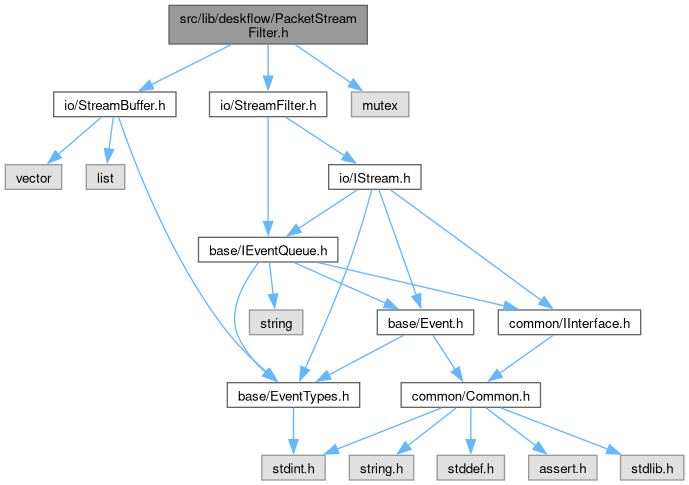 src/lib/deskflow/PacketStream
Filter.h
io/StreamBuffer.h
io/StreamFilter.h
mutex
vector
list
io/IStream.h
base/IEventQueue.h
string
base/Event.h
common/IInterface.h
base/EventTypes.h
common/Common.h
stdint.h
string.h
stddef.h
assert.h
stdlib.h